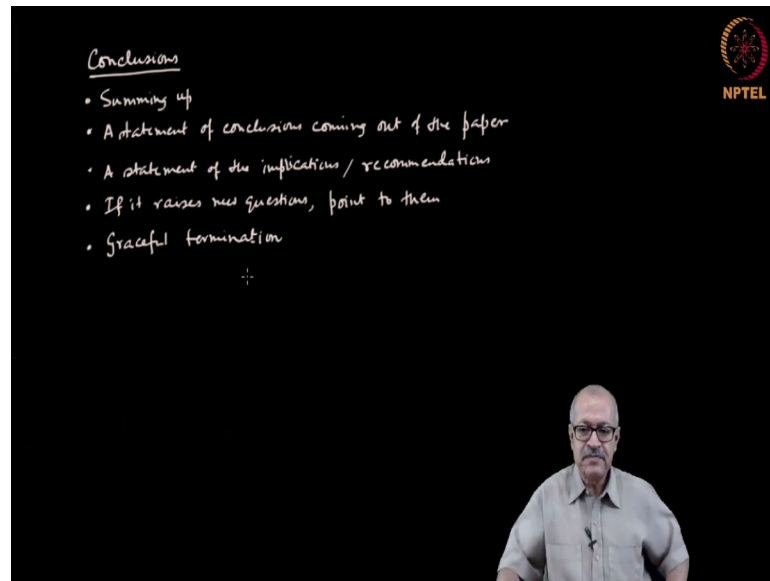 Conclusions
NPTEL
• Summing up
• A statement of conclusions coming out of the paper
• A statement of the implications / recommendations
• If it raises new questions, point to them
• Graceful termination